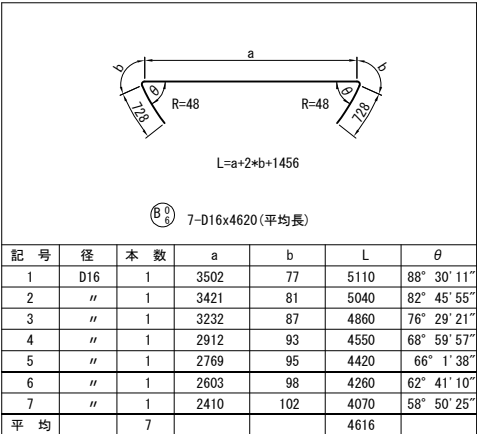 a
b
b
θ
θ
R=48
R=48
728
728
L=a+2*b+1456
B 0 6 7-D16x4620(平均長)
記 号 径 本 数 a b L θ
1 D16 1 3502 77 5110 88° 30' 11"
2 〃 1 3421 81 5040 82° 45' 55"
3 〃 1 3232 87 4860 76° 29' 21"
4 〃 1 2912 93 4550 68° 59' 57"
5 〃 1 2769 95 4420 66° 1' 38"
6 〃 1 2603 98 4260 62° 41' 10"
7 〃 1 2410 102 4070 58° 50' 25"
平 均 7 4616